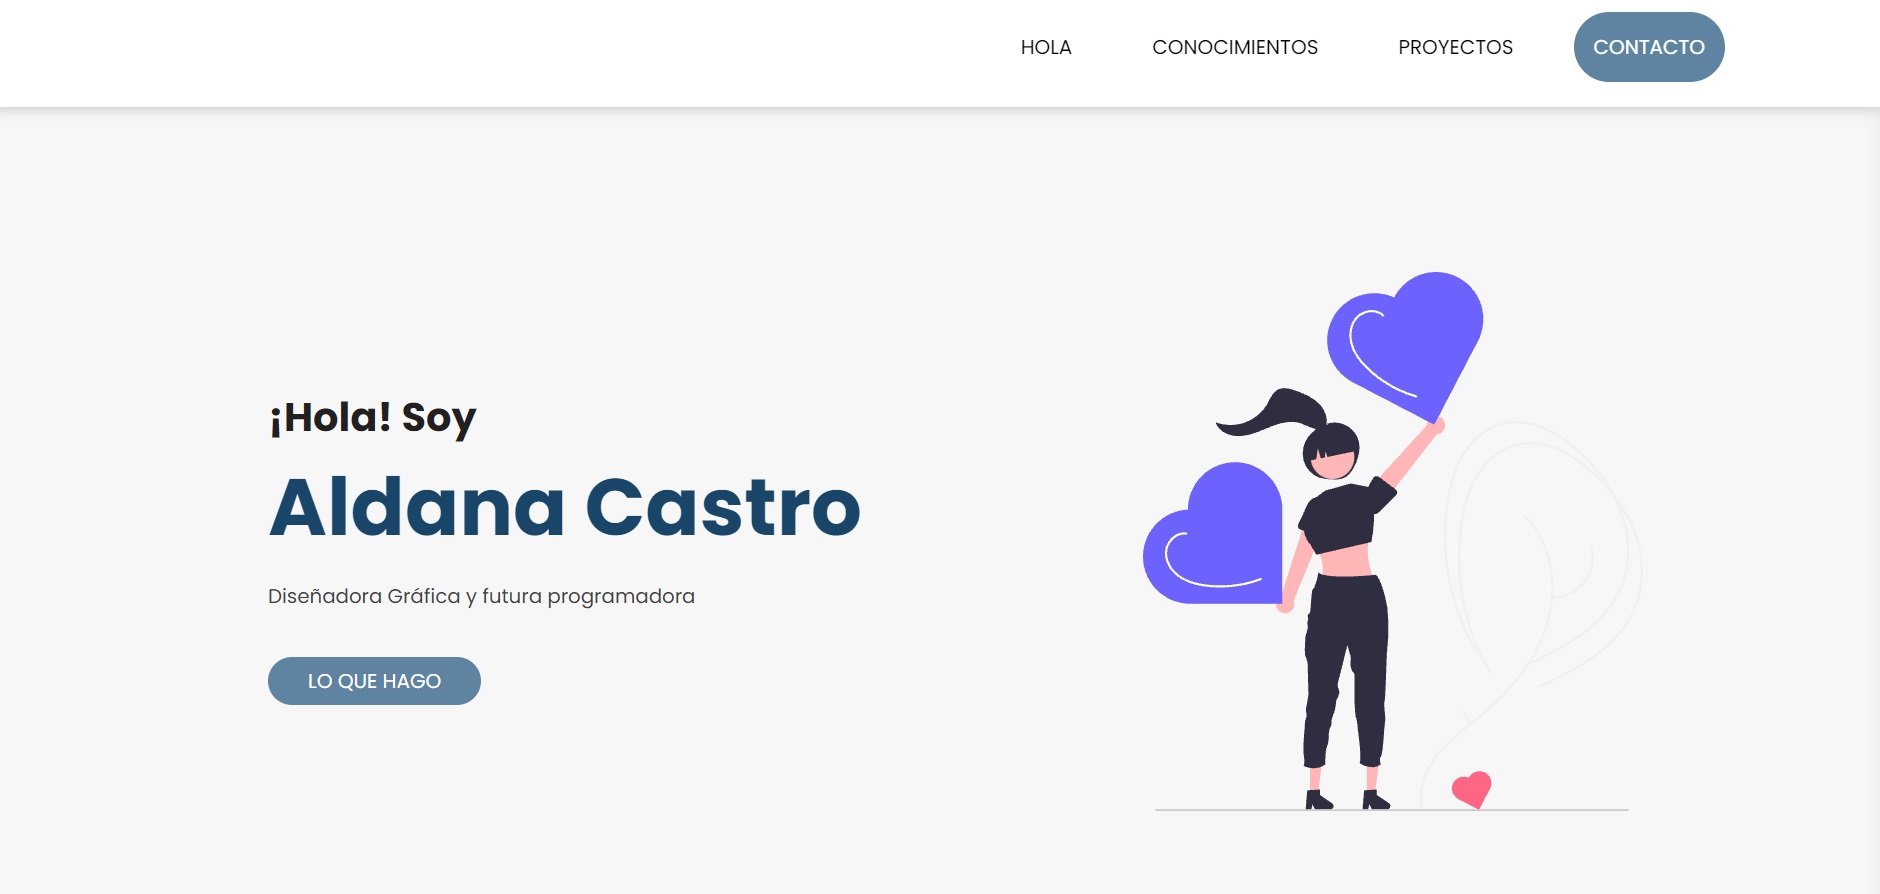 HOLA CONOCIMIENTOS PROYECTOS CONTACTO
¡Hola! Soy
Aldana Castro
Diseñadora Gráfica y futura programadora
LO QUE HAGO